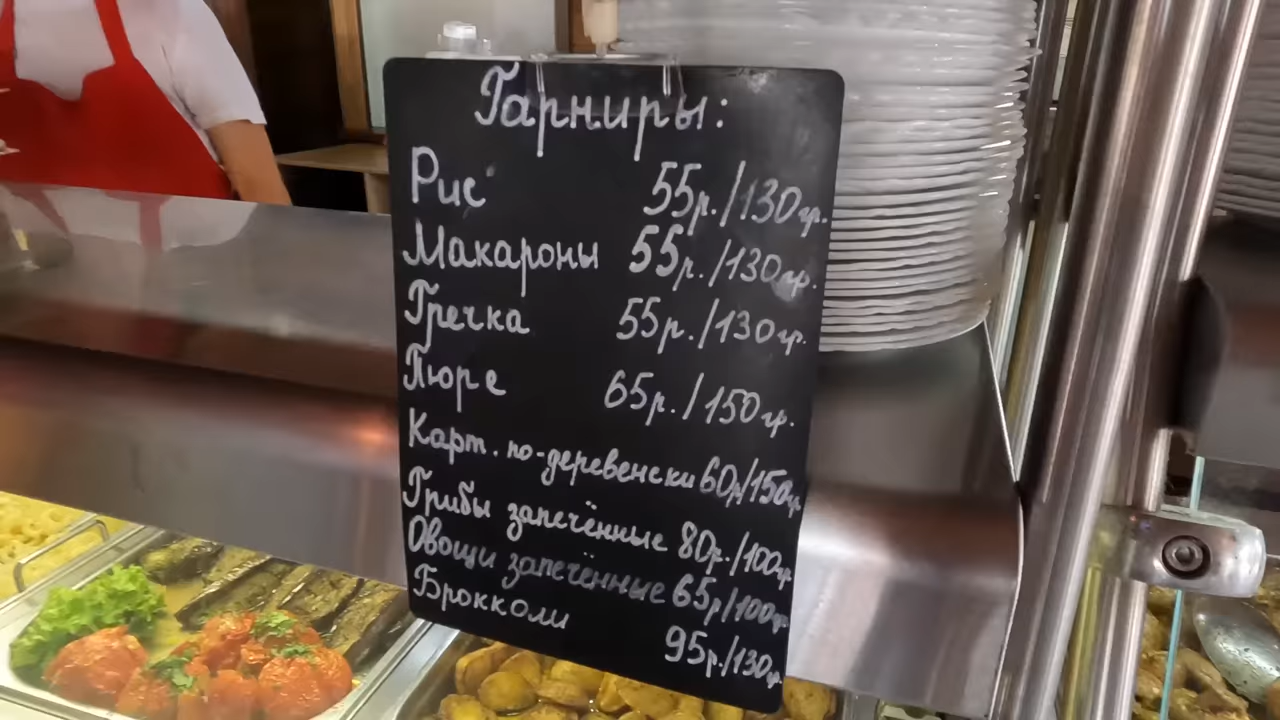 Гарниры:
Рис 55р./130гр.
Макароны 55р./130гр.
Гречка 55р./130гр.
Пюре 65р./150гр.
Карт. по-деревенски 60р/150гр.
Грибы запечённые 80р./100гр.
Овощи запечённые 65р/100гр.
Брокколи 95р./130гр.